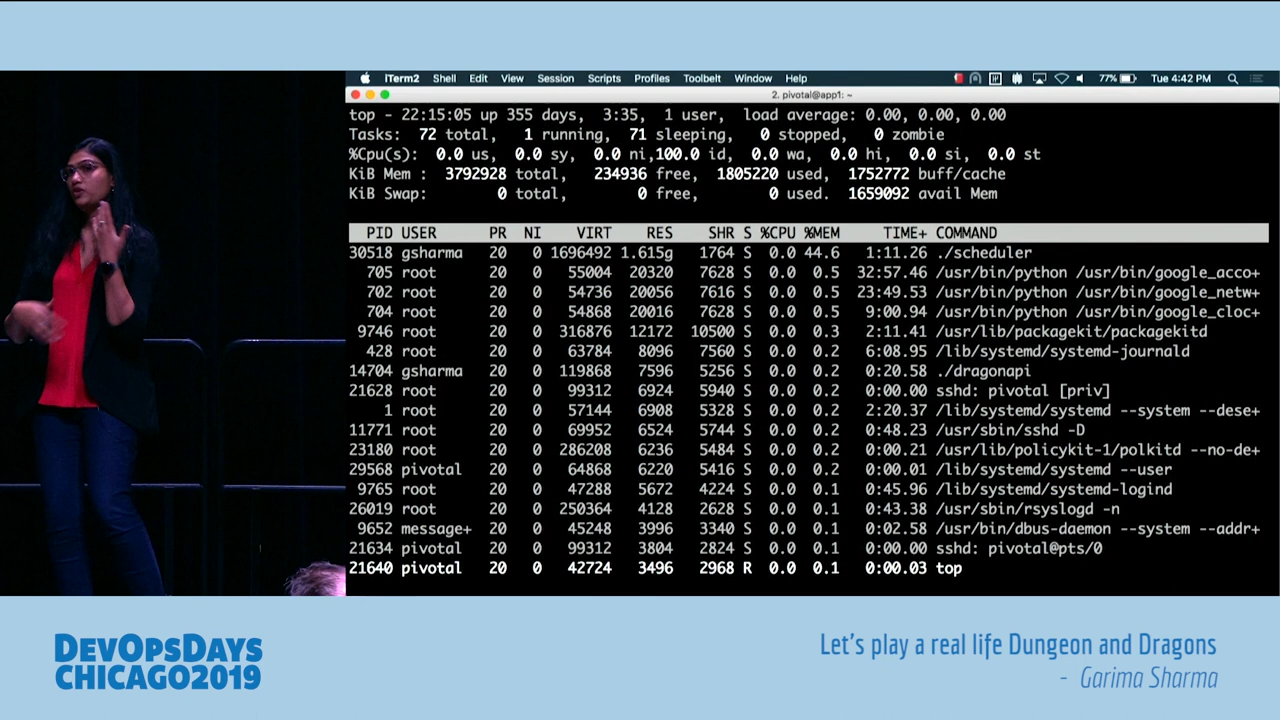 iTerm2 Shell Edit View Session Scripts Profiles Toolbelt Window Help 77% Tue 4:42 PM
2. pivotal@app1: ~
top - 22:15:05 up 355 days, 3:35, 1 user, load average: 0.00, 0.00, 0.00
Tasks: 72 total, 1 running, 71 sleeping, 0 stopped, 0 zombie
%Cpu(s): 0.0 us, 0.0 sy, 0.0 ni,100.0 id, 0.0 wa, 0.0 hi, 0.0 si, 0.0 st
KiB Mem : 3792928 total, 234936 free, 1805220 used, 1752772 buff/cache
KiB Swap: 0 total, 0 free, 0 used. 1659092 avail Mem
PID USER PR NI VIRT RES SHR S %CPU %MEM TIME+ COMMAND
30518 gsharma 20 0 1696492 1.615g 1764 S 0.0 44.6 1:11.26 ./scheduler
705 root 20 0 55004 20320 7628 S 0.0 0.5 32:57.46 /usr/bin/python /usr/bin/google_acco+
702 root 20 0 54736 20056 7616 S 0.0 0.5 23:49.53 /usr/bin/python /usr/bin/google_netw+
704 root 20 0 54868 20016 7628 S 0.0 0.5 9:00.94 /usr/bin/python /usr/bin/google_cloc+
9746 root 20 0 316876 12172 10500 S 0.0 0.3 2:11.41 /usr/lib/packagekit/packagekitd
428 root 20 0 63784 8096 7560 S 0.0 0.2 6:08.95 /lib/systemd/systemd-journald
14704 gsharma 20 0 119868 7596 5256 S 0.0 0.2 0:20.58 ./dragonapi
21628 root 20 0 99312 6924 5940 S 0.0 0.2 0:00.00 sshd: pivotal [priv]
1 root 20 0 57144 6908 5328 S 0.0 0.2 2:20.37 /lib/systemd/systemd --system --dese+
11771 root 20 0 69952 6524 5744 S 0.0 0.2 0:48.23 /usr/sbin/sshd -D
23180 root 20 0 286208 6236 5484 S 0.0 0.2 0:00.21 /usr/lib/policykit-1/polkitd --no-de+
29568 pivotal 20 0 64868 6220 5416 S 0.0 0.2 0:00.01 /lib/systemd/systemd --user
9765 root 20 0 47288 5672 4224 S 0.0 0.1 0:45.96 /lib/systemd/systemd-logind
26019 root 20 0 250364 4128 2628 S 0.0 0.1 0:43.38 /usr/sbin/rsyslogd -n
9652 message+ 20 0 45248 3996 3340 S 0.0 0.1 0:02.58 /usr/bin/dbus-daemon --system --addr+
21634 pivotal 20 0 99312 3804 2824 S 0.0 0.1 0:00.00 sshd: pivotal@pts/0
21640 pivotal 20 0 42724 3496 2968 R 0.0 0.1 0:00.03 top
DevOpsDays
Chicago2019
Let's play a real life Dungeon and Dragons
- Garima Sharma